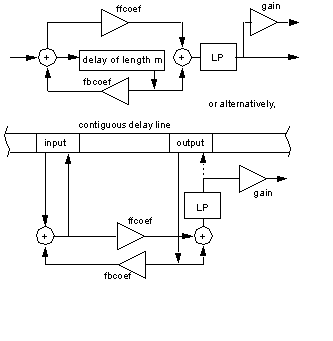 ffcoef
gain
+
delay of length m
+
LP
fbcoef
or alternatively,
contiguous delay line
input
output
gain
LP
ffcoef
+
+
fbcoef